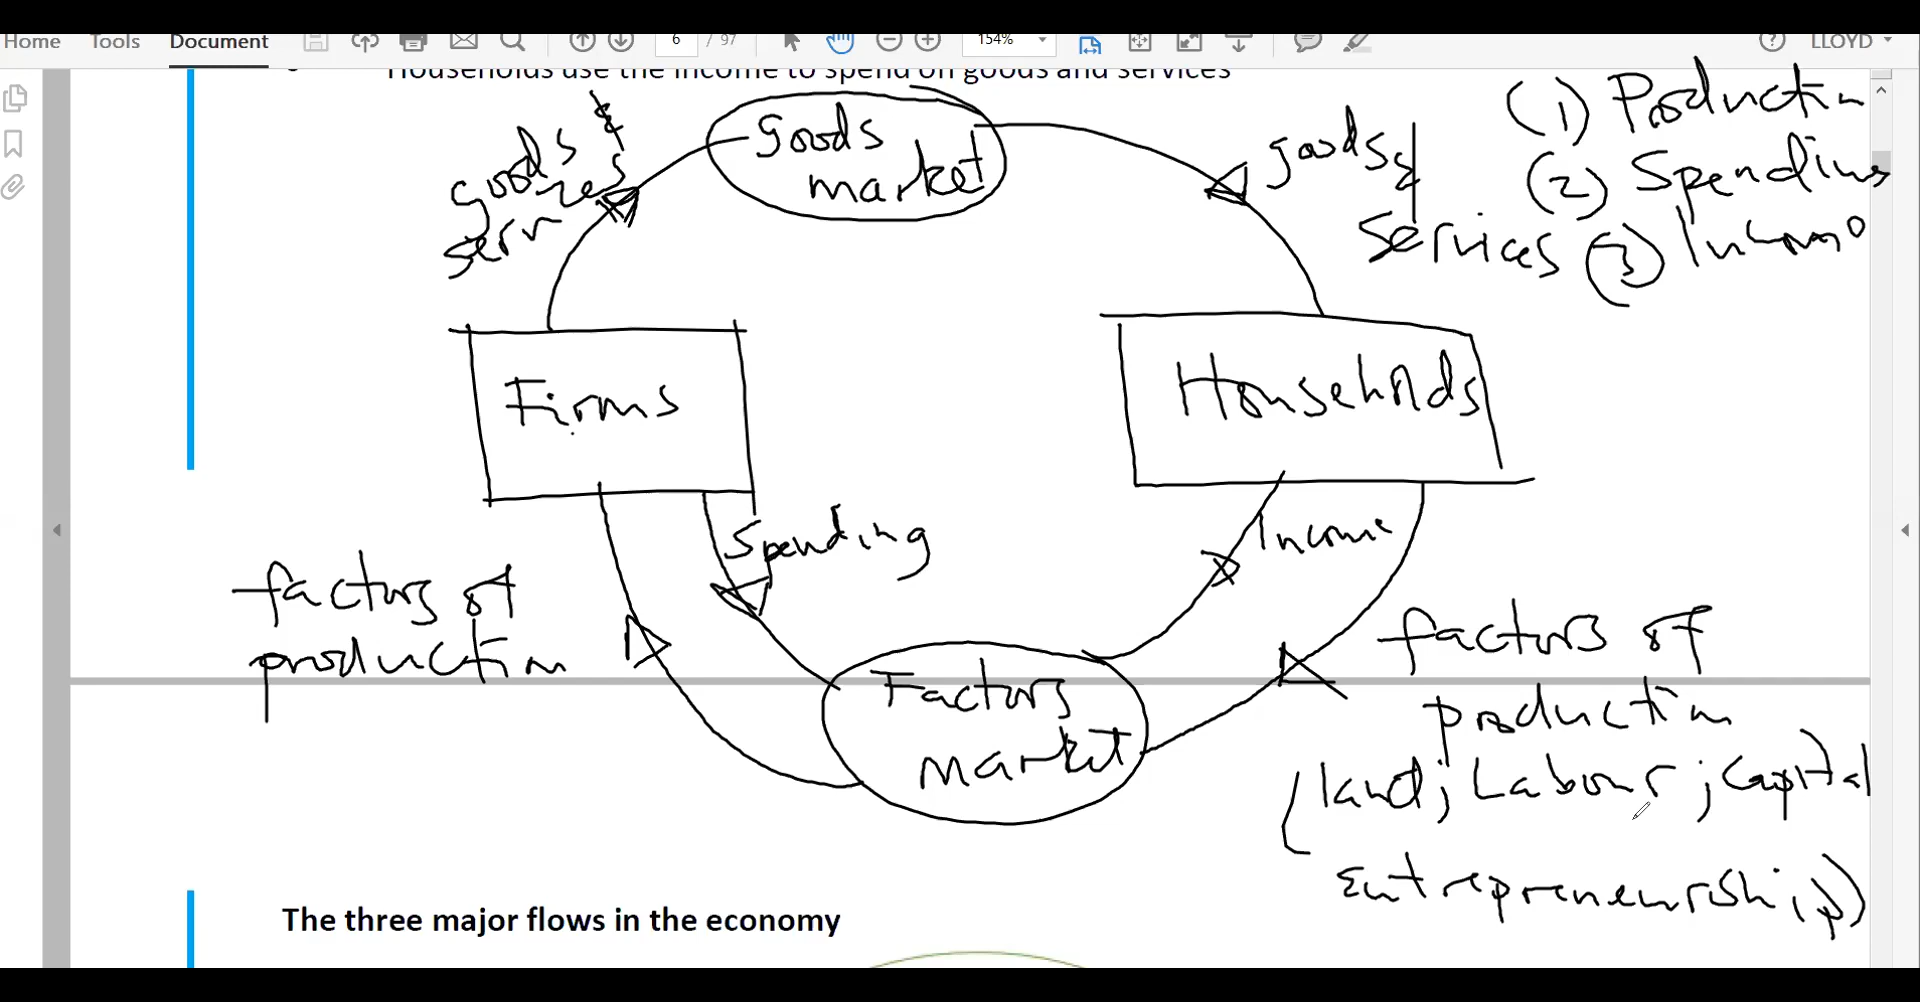 Home Tools Document 6 / 97 154% LLOYD
Households use the income to spend on goods and services
goods &
services
Goods
market
goods &
services
(1) Production
(2) Spending
(3) Income
Firms
Households
Spending
Income
factors of
production
Factors
market
factors of
production
(land; Labour; Capital
Entrepreneurship)
The three major flows in the economy